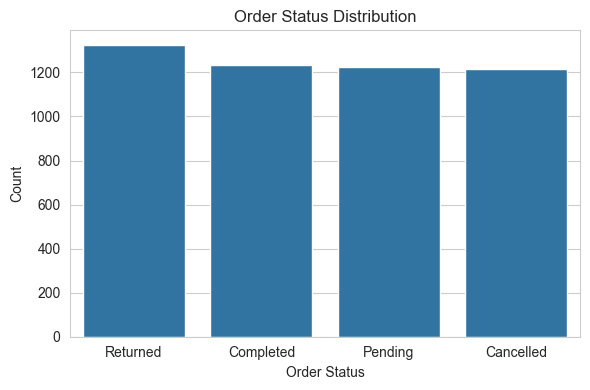 Order Status Distribution
Count
1200
1000
800
600
400
200
0
Returned Completed Pending Cancelled
Order Status